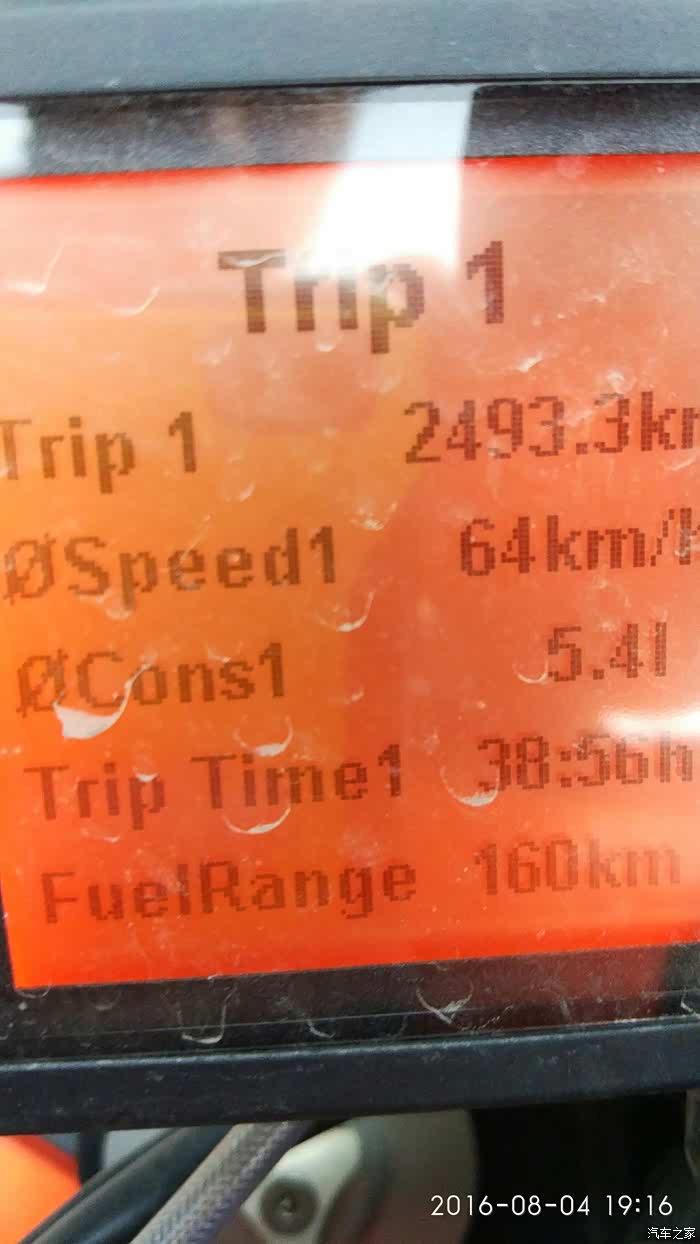 Trip 1
Trip 1 2493.3km
ØSpeed1 64km/h
ØCons1 5.4l
Trip Time1 38:56h
FuelRange 160km
2016-08-04 19:16
汽车之家